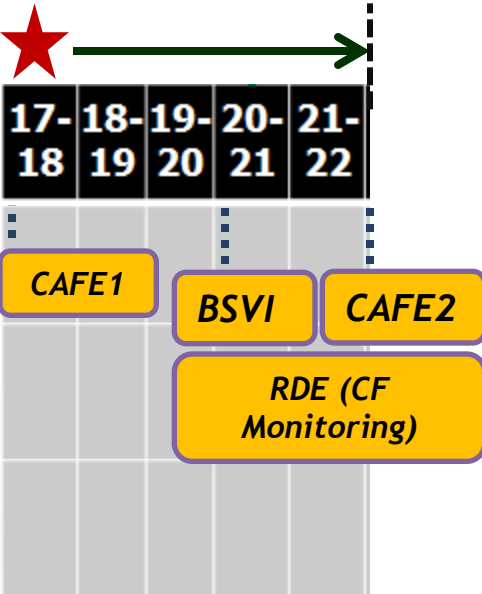 17-18 18-19 19-20 20-21 21-22
CAFE1
BSVI
CAFE2
RDE (CF
Monitoring)